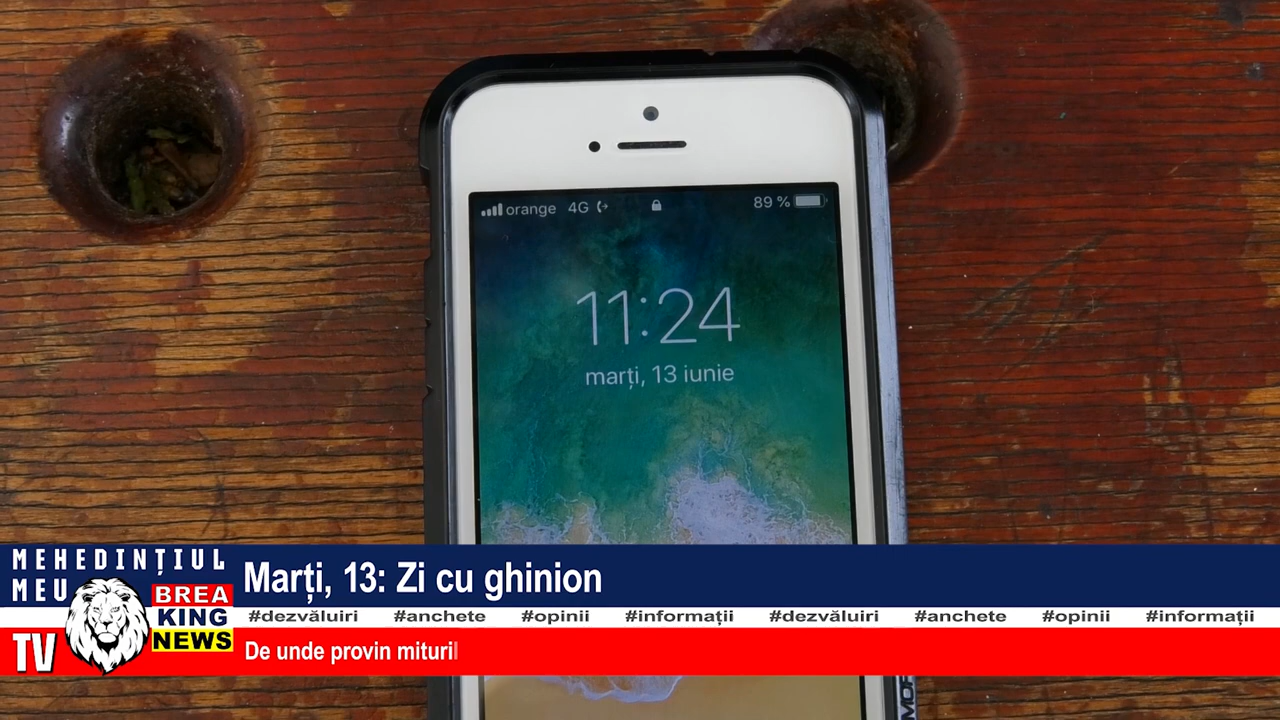 orange 4G 89 %
11:24
marți, 13 iunie
MEHEDINȚIUL
MEU
TV
BREA
KING
NEWS
Marți, 13: Zi cu ghinion
#dezvăluiri #anchete #opinii #informații #dezvăluiri #anchete #opinii #informații
De unde provin mituril